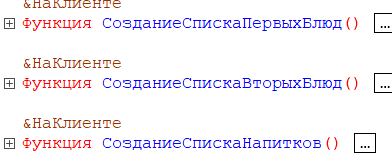 &НаКлиенте
Функция СозданиеСпискаПервыхБлюд() ...
&НаКлиенте
Функция СозданиеСпискаВторыхБлюд() ...
&НаКлиенте
Функция СозданиеСпискаНапитков() ...